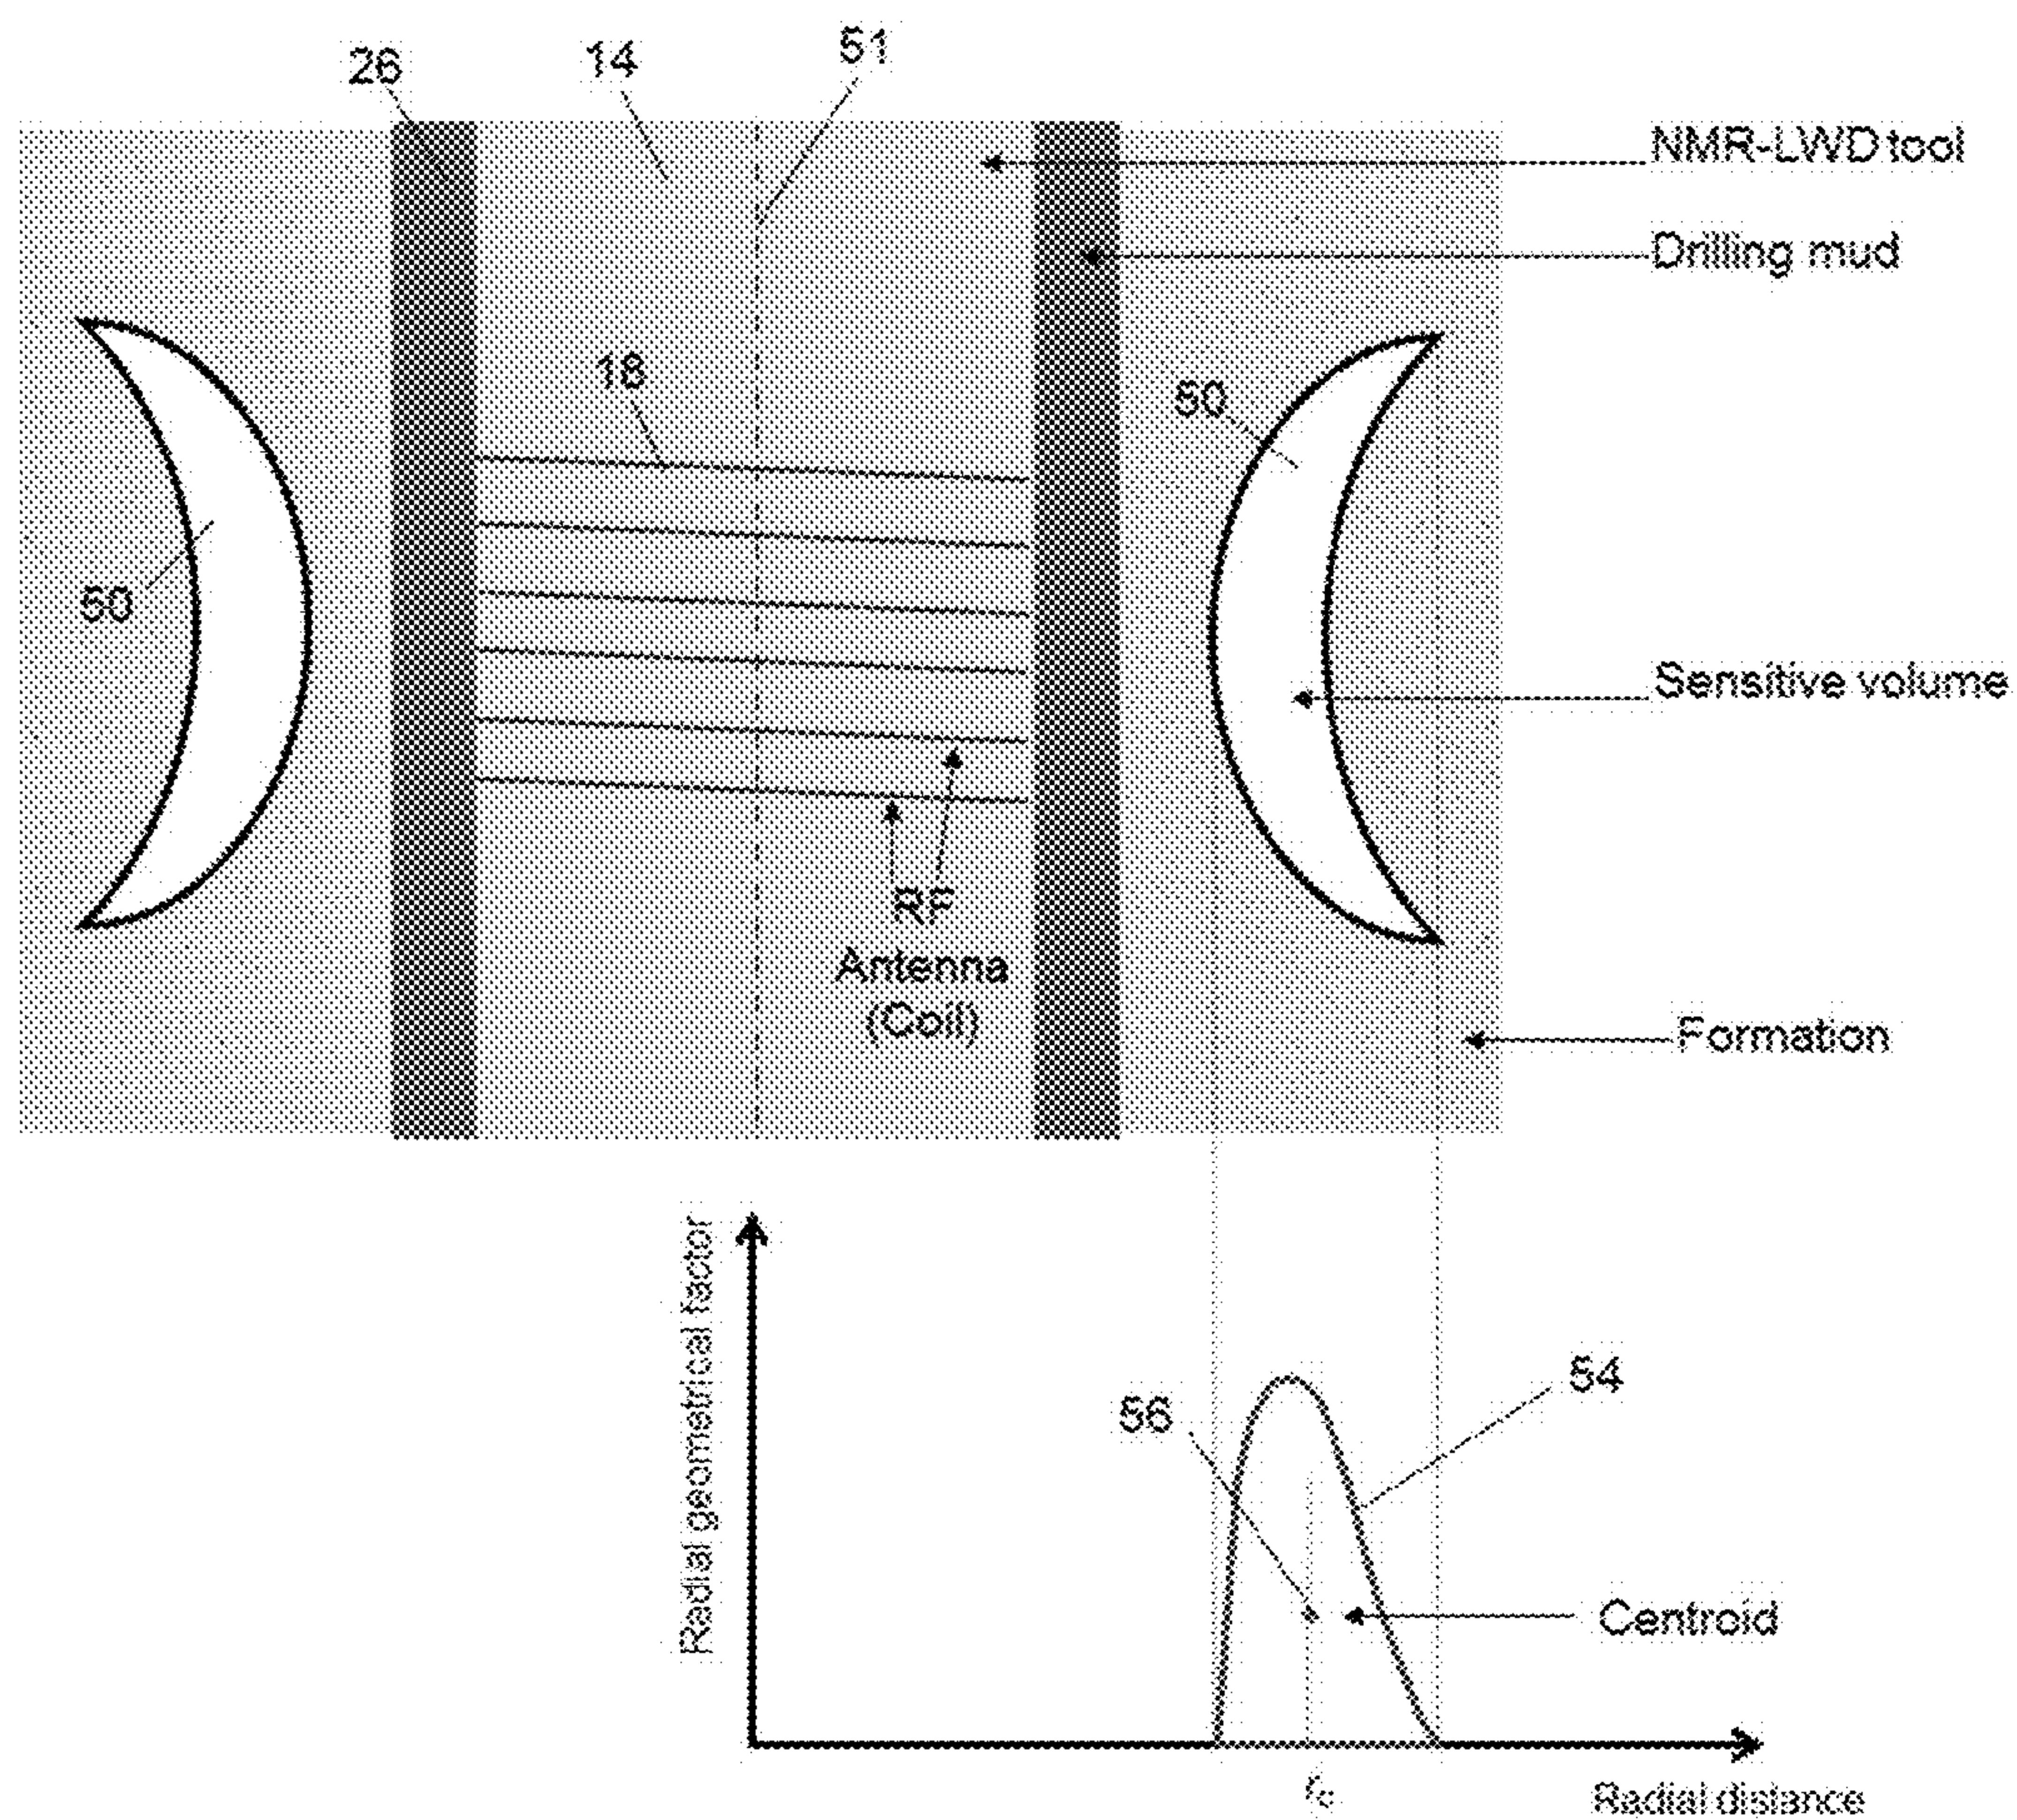 26
14
51
NMR-LWD tool
Drilling mud
18
50
50
Sensitive volume
RF
Antenna
(Coil)
Formation
Radial geometrical factor
54
56
Centroid
rc
Radial distance